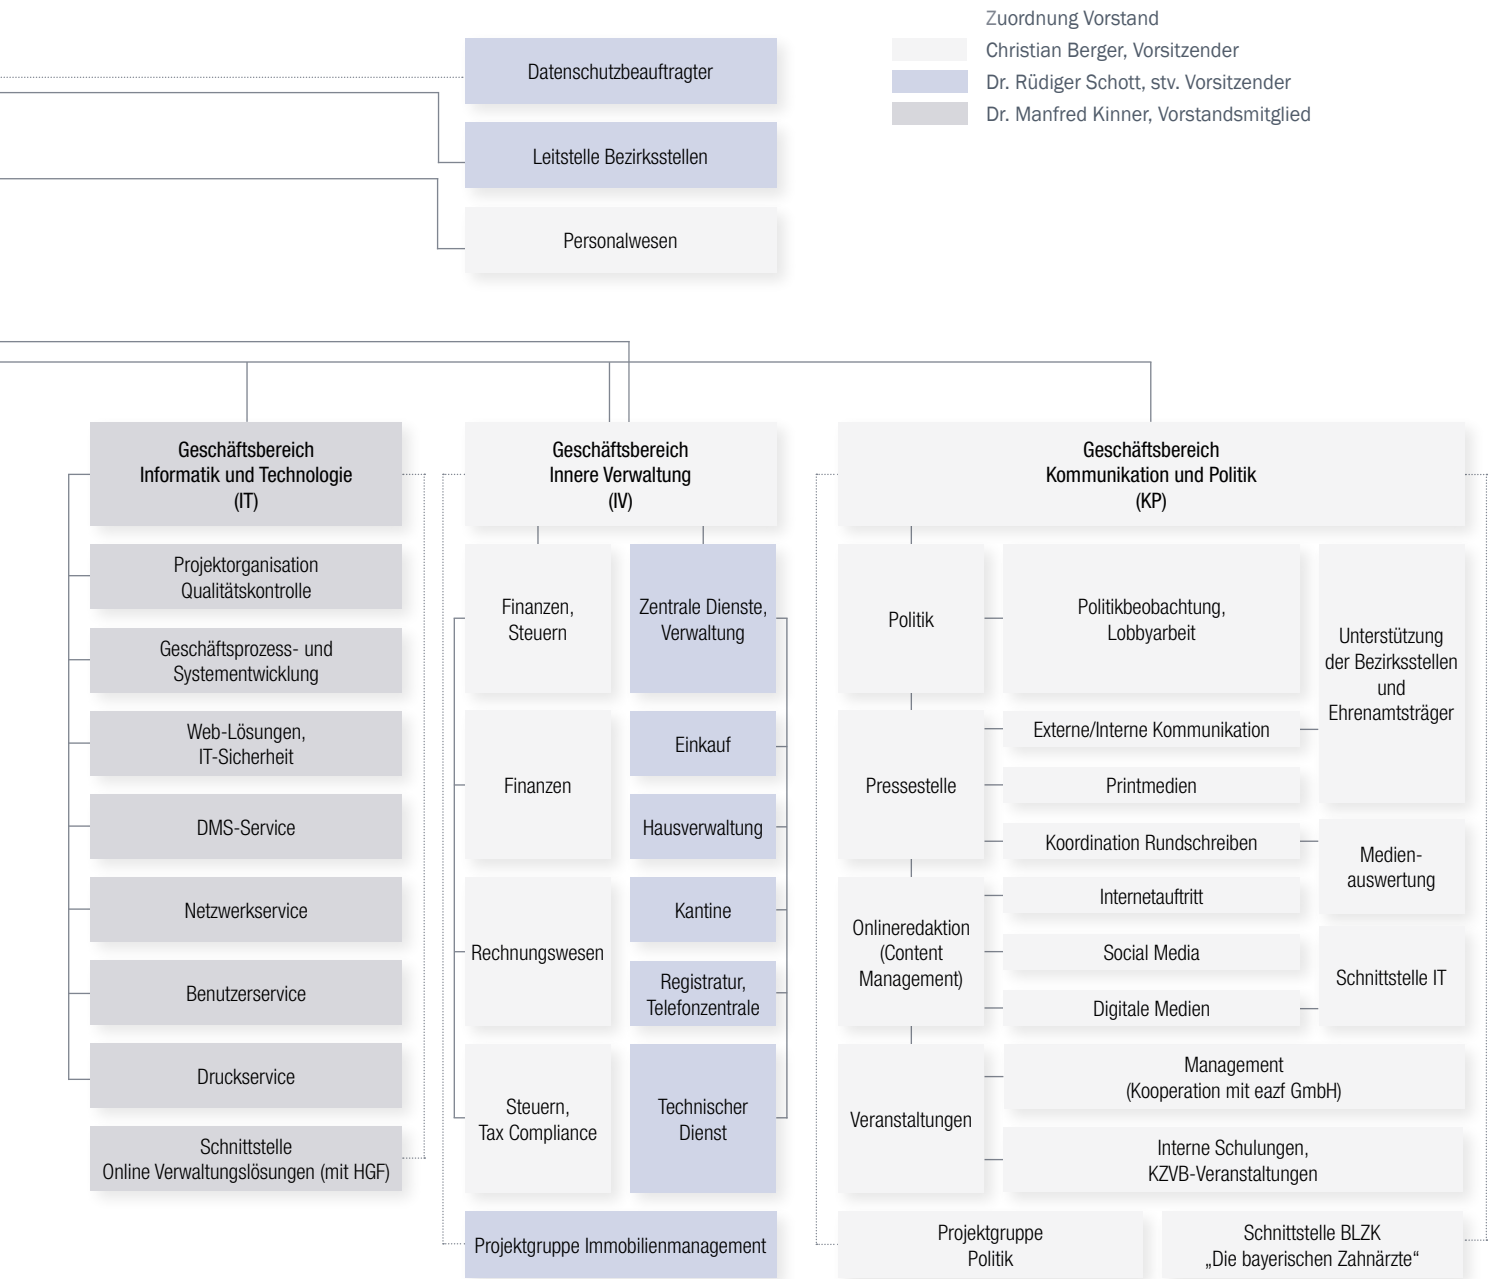 Zuordnung Vorstand
Christian Berger, Vorsitzender
Dr. Rüdiger Schott, stv. Vorsitzender
Dr. Manfred Kinner, Vorstandsmitglied
Datenschutzbeauftragter
Leitstelle Bezirksstellen
Personalwesen
Geschäftsbereich
Informatik und Technologie
(IT)
Projektorganisation
Qualitätskontrolle
Geschäftsprozess- und
Systementwicklung
Web-Lösungen,
IT-Sicherheit
DMS-Service
Netzwerkservice
Benutzerservice
Druckservice
Schnittstelle
Online Verwaltungslösungen (mit HGF)
Geschäftsbereich
Innere Verwaltung
(IV)
Finanzen,
Steuern
Finanzen
Rechnungswesen
Steuern,
Tax Compliance
Zentrale Dienste,
Verwaltung
Einkauf
Hausverwaltung
Kantine
Registratur,
Telefonzentrale
Technischer
Dienst
Projektgruppe Immobilienmanagement
Geschäftsbereich
Kommunikation und Politik
(KP)
Politik
Politikbeobachtung,
Lobbyarbeit
Unterstützung
der Bezirksstellen
und
Ehrenamtsträger
Pressestelle
Externe/Interne Kommunikation
Printmedien
Koordination Rundschreiben
Medien-
auswertung
Onlineredaktion
(Content
Management)
Internetauftritt
Social Media
Digitale Medien
Schnittstelle IT
Veranstaltungen
Management
(Kooperation mit eazf GmbH)
Interne Schulungen,
KZVB-Veranstaltungen
Projektgruppe
Politik
Schnittstelle BLZK
„Die bayerischen Zahnärzte“